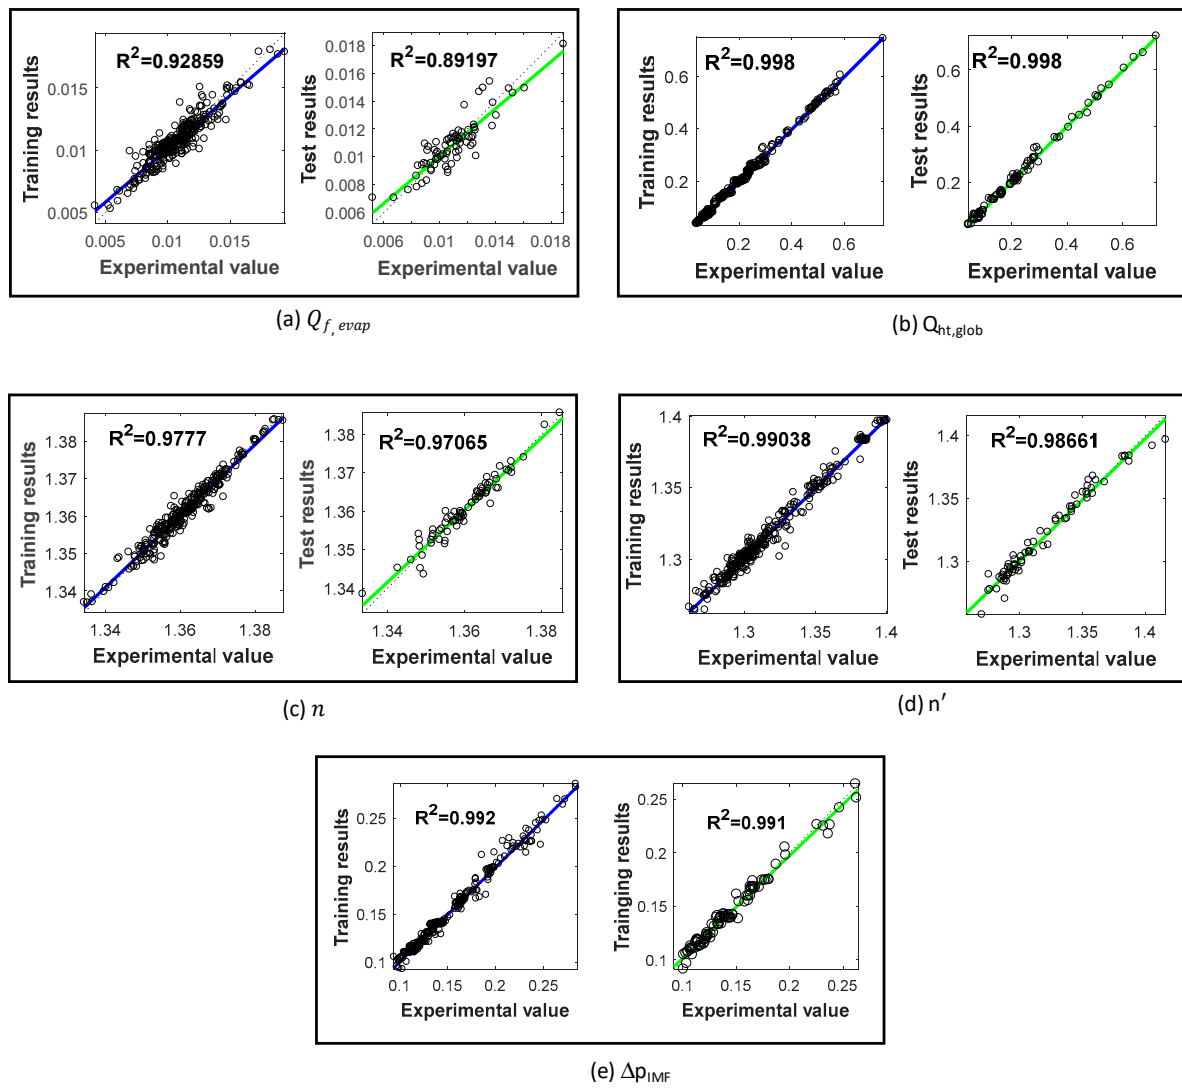 R²=0.92859
Training results
0.015
0.01
0.005
0.005 0.01 0.015
Experimental value
R²=0.89197
Test results
0.018
0.016
0.014
0.012
0.01
0.008
0.006
0.006 0.01 0.014 0.018
Experimental value
(a) Q_f, evap
R²=0.998
Training results
0.6
0.4
0.2
0.2 0.4 0.6
Experimental value
R²=0.998
Test results
0.6
0.4
0.2
0.2 0.4 0.6
Experimental value
(b) Q_ht,glob
R²=0.9777
Training results
1.38
1.37
1.36
1.35
1.34
1.34 1.36 1.38
Experimental value
R²=0.97065
Test results
1.38
1.37
1.36
1.35
1.34
1.34 1.36 1.38
Experimental value
(c) n
R²=0.99038
Training results
1.4
1.35
1.3
1.3 1.35 1.4
Experimental value
R²=0.98661
Test results
1.4
1.35
1.3
1.3 1.35 1.4
Experimental value
(d) n′
R²=0.992
Training results
0.25
0.2
0.15
0.1
0.1 0.15 0.2 0.25
Experimental value
R²=0.991
Trainging results
0.25
0.2
0.15
0.1
0.1 0.15 0.2 0.25
Experimental value
(e) Δp_IMF